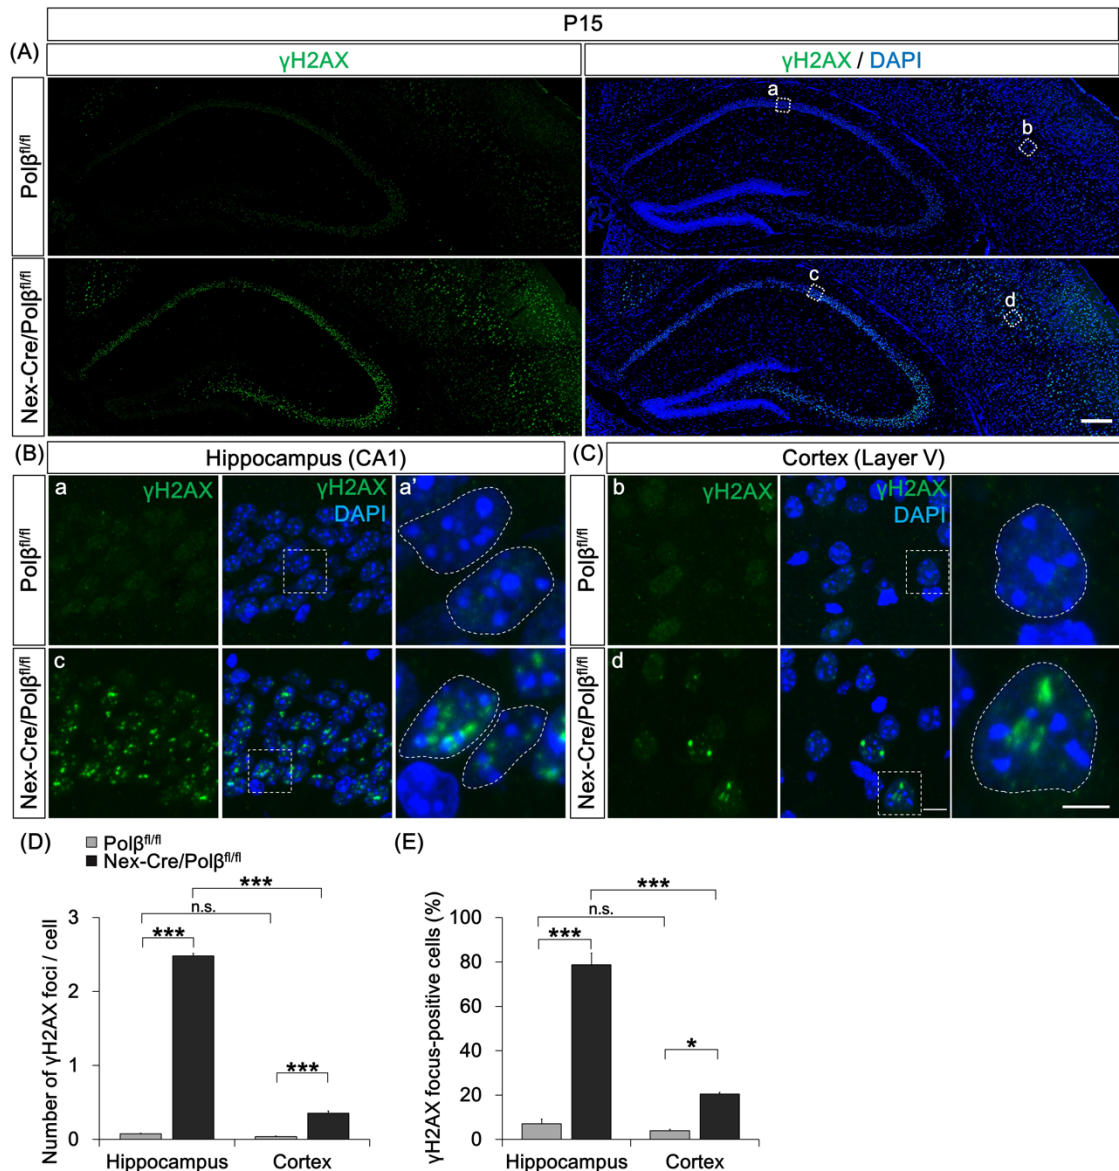 P15
(A)
γH2AX
γH2AX / DAPI
Polβfl/fl
a
b
Nex-Cre/Polβfl/fl
c
d
(B)
Hippocampus (CA1)
(C)
Cortex (Layer V)
Polβfl/fl
a
γH2AX
γH2AX
DAPI
a'
Polβfl/fl
b
γH2AX
γH2AX
DAPI
Nex-Cre/Polβfl/fl
c
Nex-Cre/Polβfl/fl
d
(D)
Polβfl/fl
Nex-Cre/Polβfl/fl
Number of γH2AX foci / cell
3
2
1
0
***
n.s.
***
***
Hippocampus
Cortex
(E)
γH2AX focus-positive cells (%)
100
80
60
40
20
0
***
n.s.
***
*
Hippocampus
Cortex